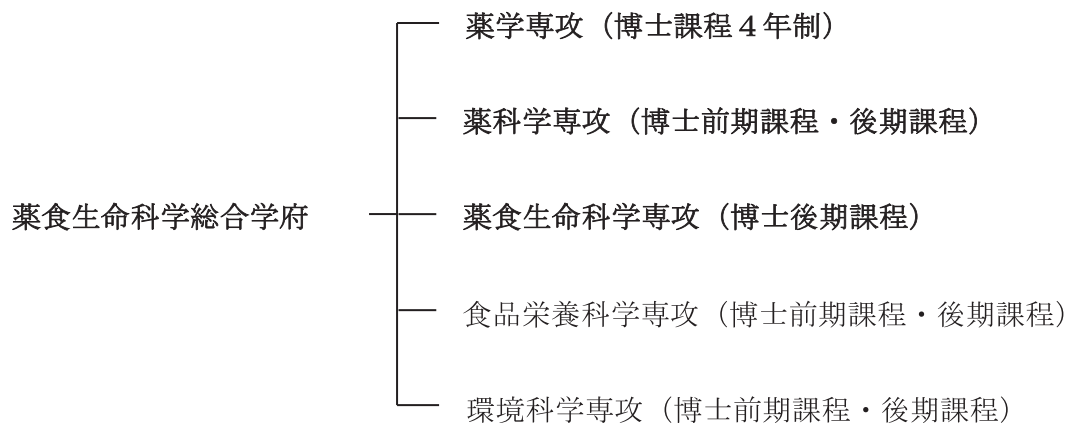 薬学専攻（博士課程４年制）
薬科学専攻（博士前期課程・後期課程）
薬食生命科学総合学府
薬食生命科学専攻（博士後期課程）
食品栄養科学専攻（博士前期課程・後期課程）
環境科学専攻（博士前期課程・後期課程）